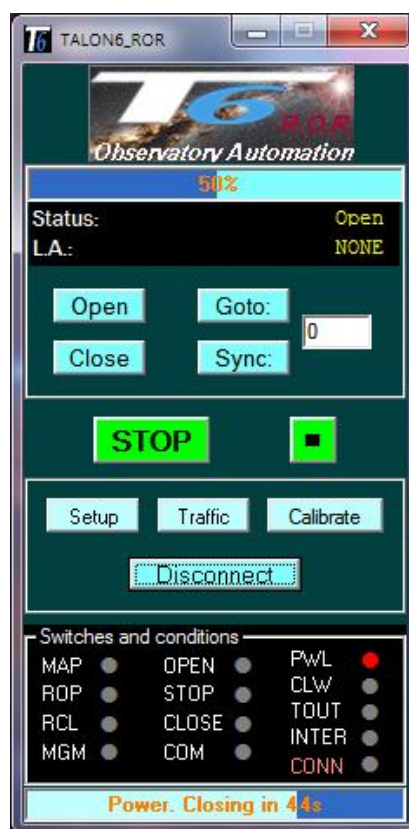 T6 TALON6_ROR
T6
R.O.R
Observatory Automation
50%
Status: Open
L.A.: NONE
Open Goto: 0
Close Sync:
STOP
Setup Traffic Calibrate
Disconnect
Switches and conditions
MAP OPEN PWL
ROP STOP CLW
RCL CLOSE TOUT
MGM COM INTER
CONN
Power. Closing in 44s